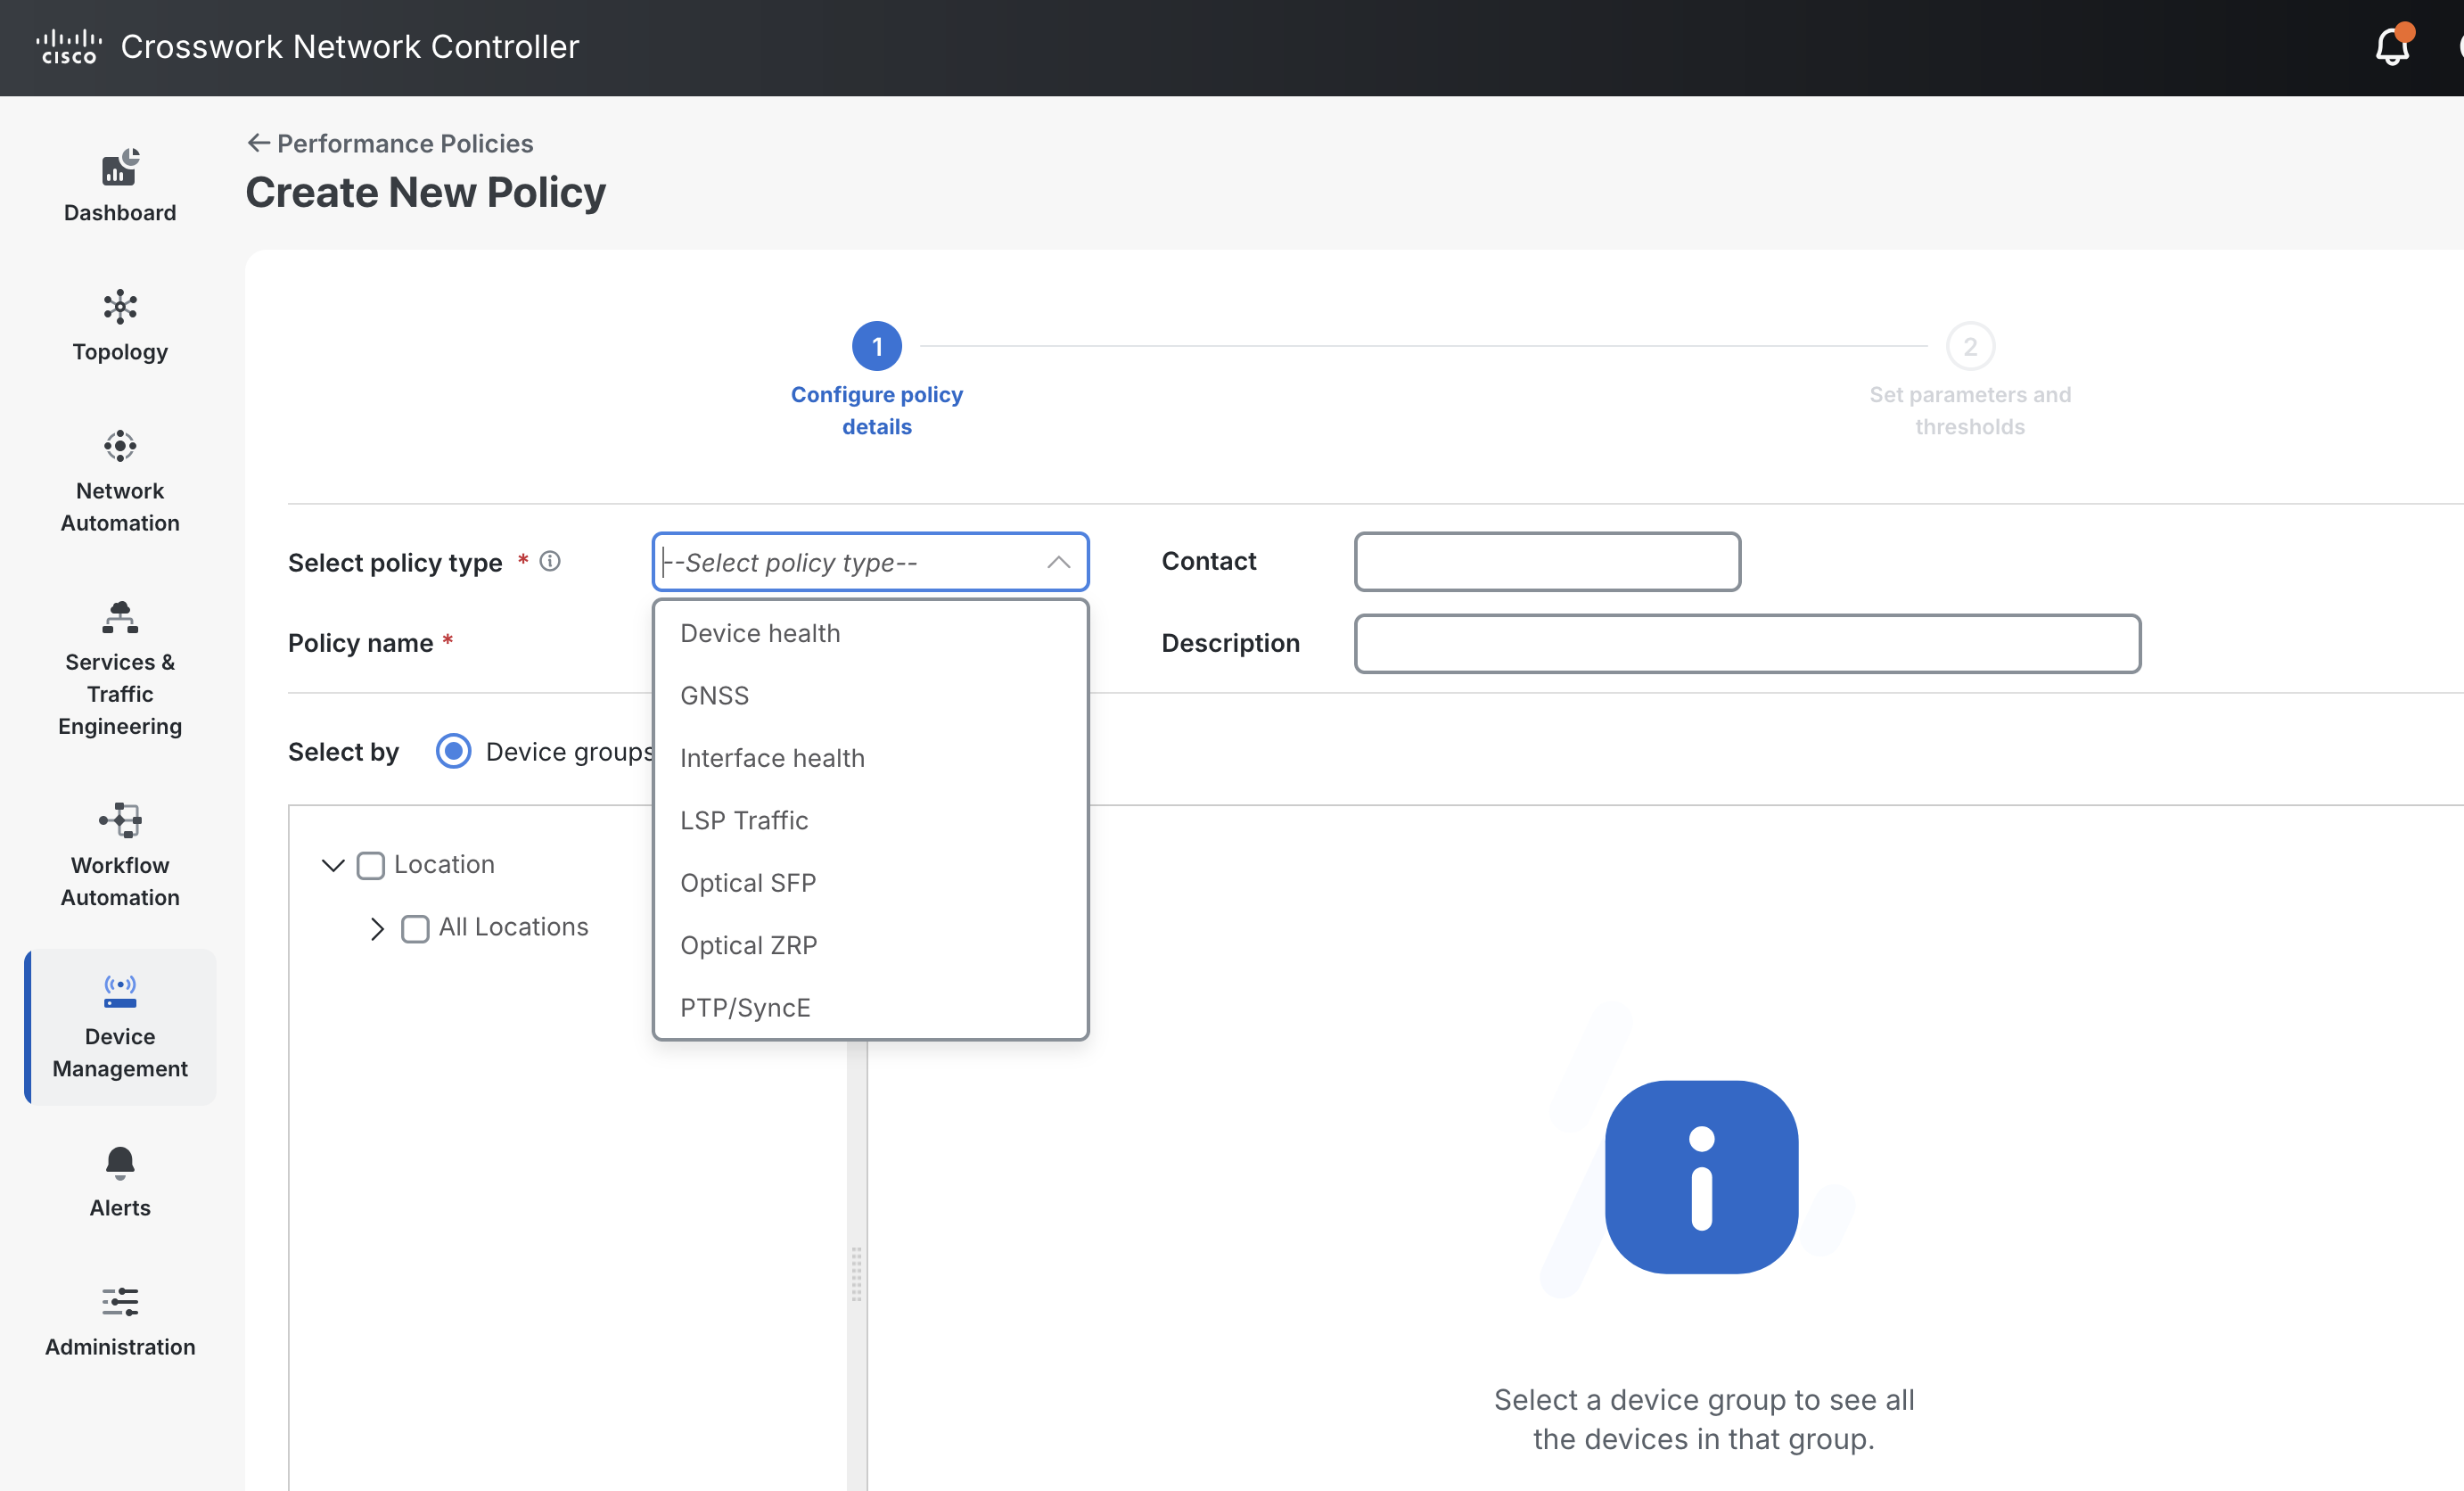 CISCO Crosswork Network Controller
Performance Policies
Create New Policy
Dashboard
Topology
Network
Automation
Services &
Traffic
Engineering
Workflow
Automation
Device
Management
Alerts
Administration
1
Configure policy
details
2
Set parameters and
thresholds
Select policy type *
--Select policy type--
Contact
Policy name *
Description
Device health
GNSS
Interface health
LSP Traffic
Optical SFP
Optical ZRP
PTP/SyncE
Select by
Device groups
Location
All Locations
Select a device group to see all
the devices in that group.